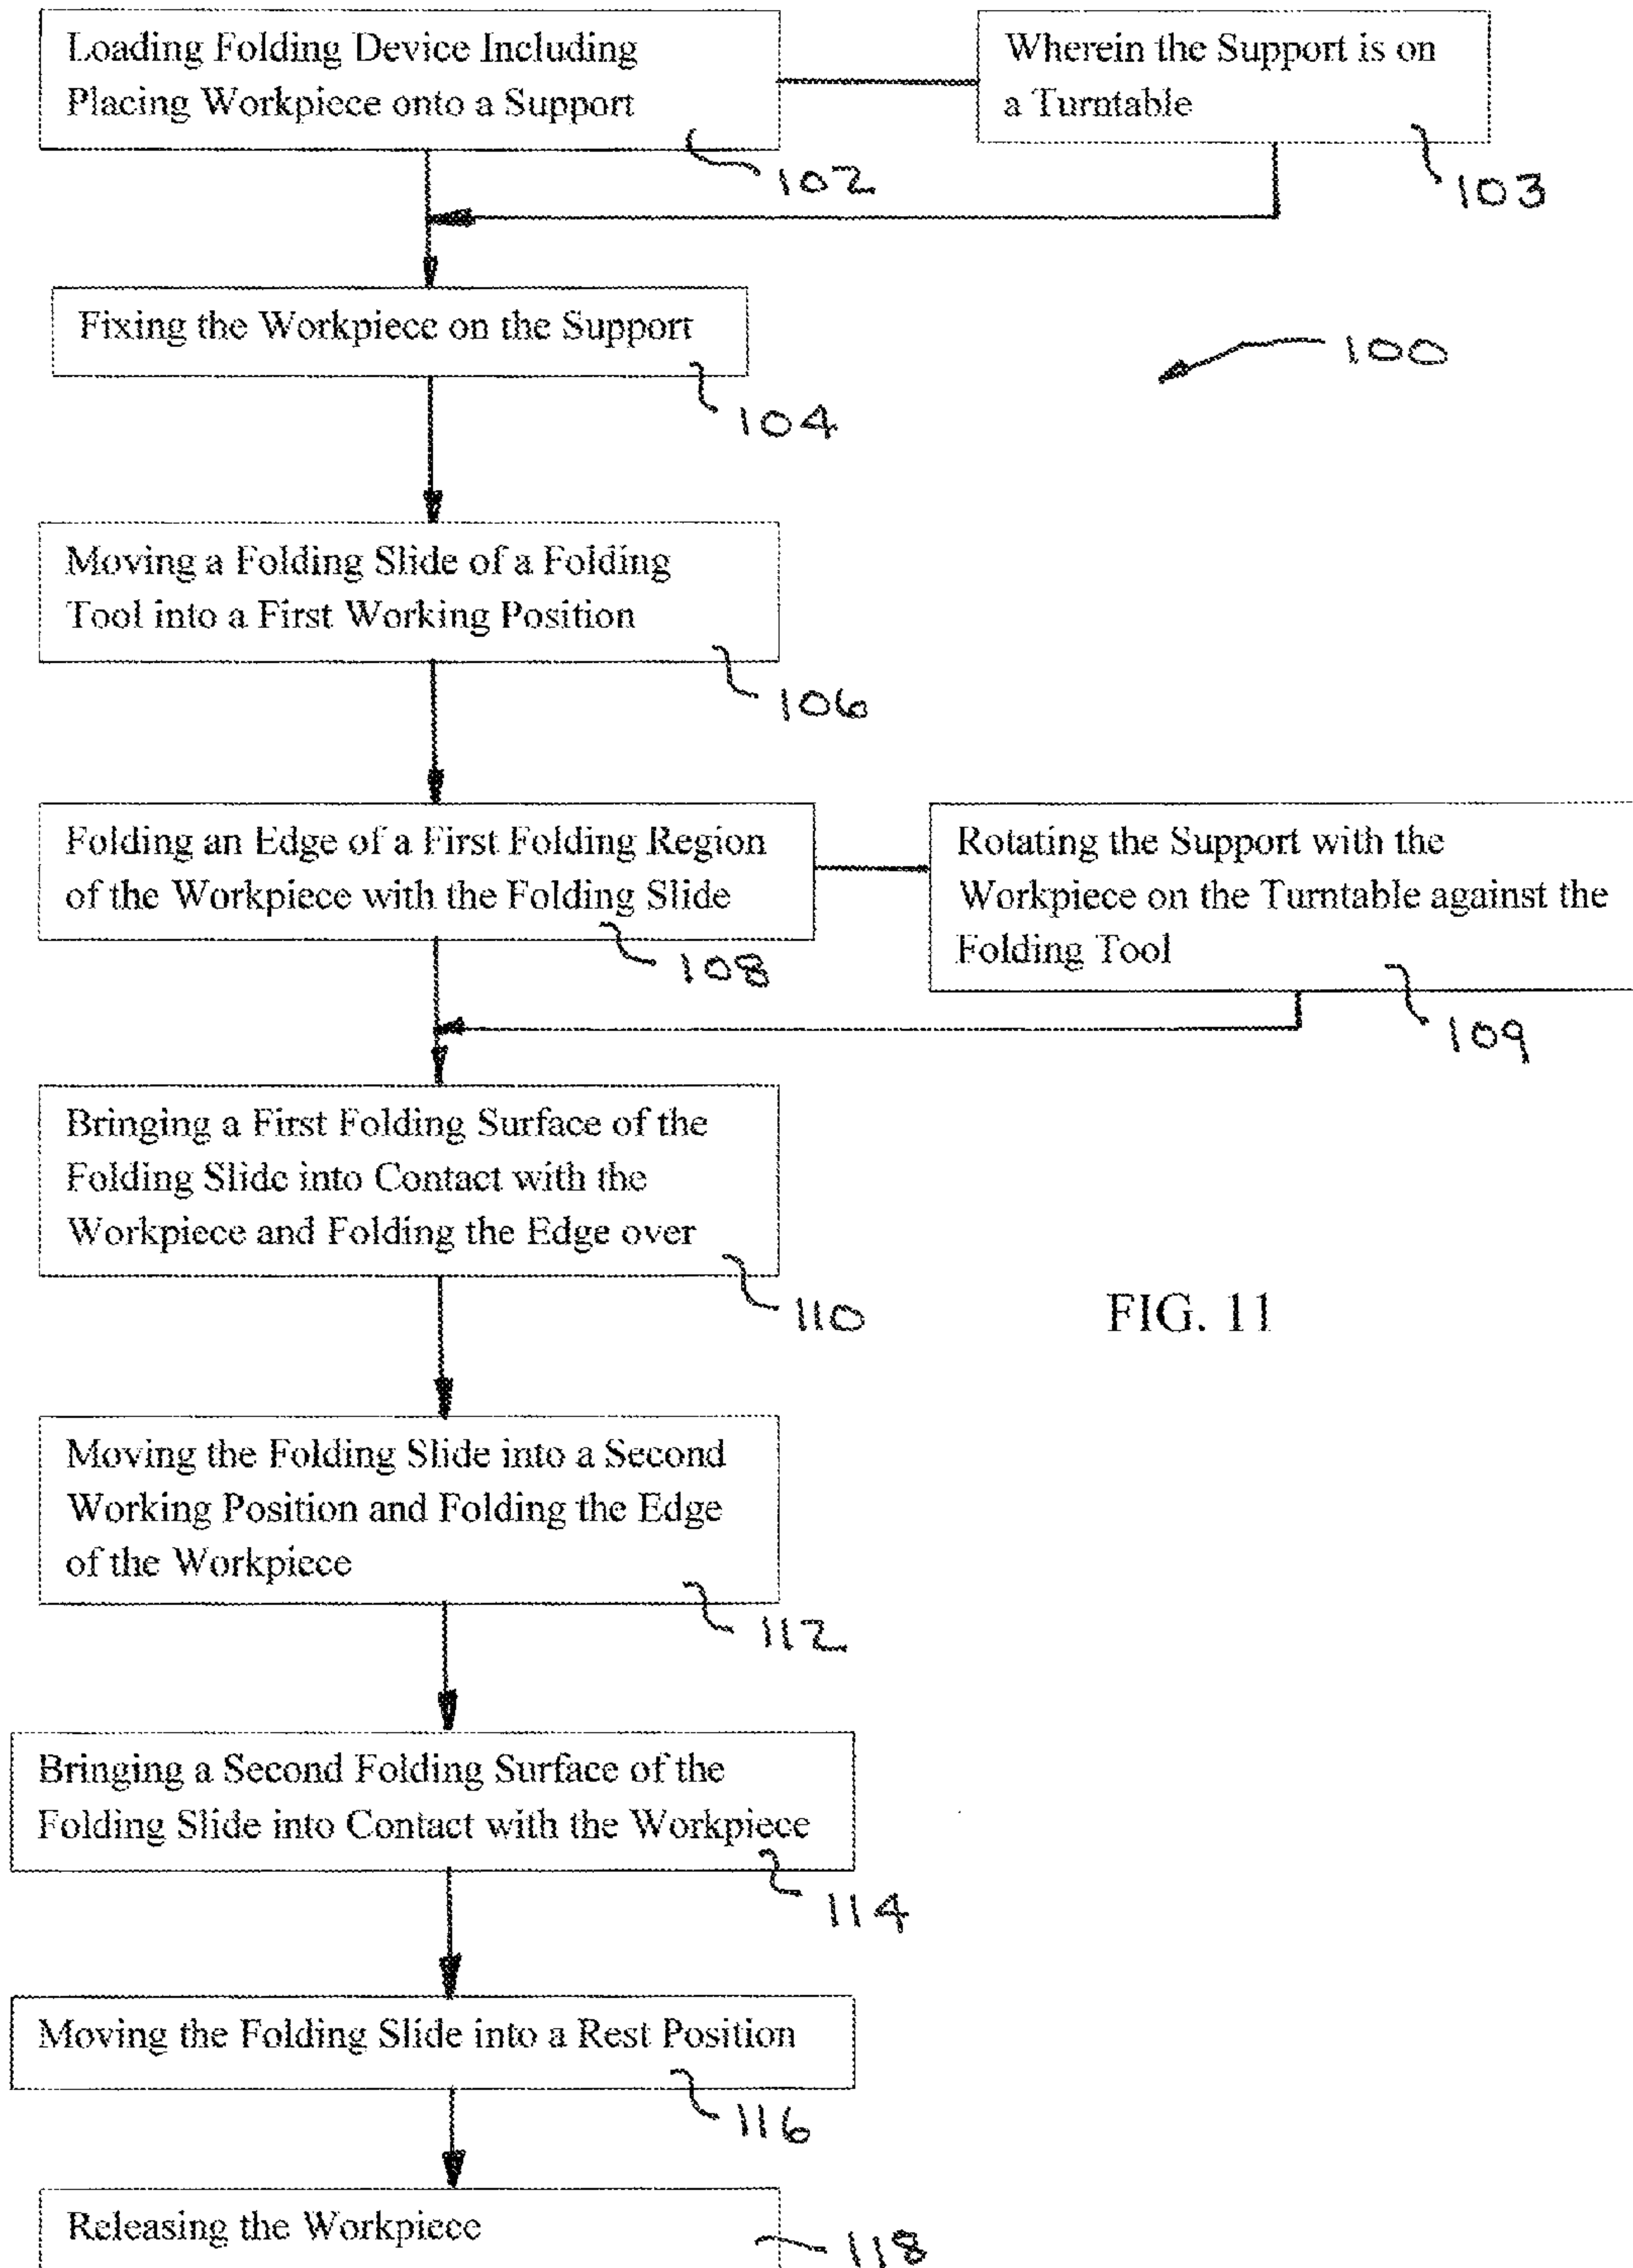 Loading Folding Device Including
Placing Workpiece onto a Support
102
Wherein the Support is on
a Turntable
103
Fixing the Workpiece on the Support
104
100
Moving a Folding Slide of a Folding
Tool into a First Working Position
106
Folding an Edge of a First Folding Region
of the Workpiece with the Folding Slide
108
Rotating the Support with the
Workpiece on the Turntable against the
Folding Tool
109
Bringing a First Folding Surface of the
Folding Slide into Contact with the
Workpiece and Folding the Edge over
110
FIG. 11
Moving the Folding Slide into a Second
Working Position and Folding the Edge
of the Workpiece
112
Bringing a Second Folding Surface of the
Folding Slide into Contact with the Workpiece
114
Moving the Folding Slide into a Rest Position
116
Releasing the Workpiece
118